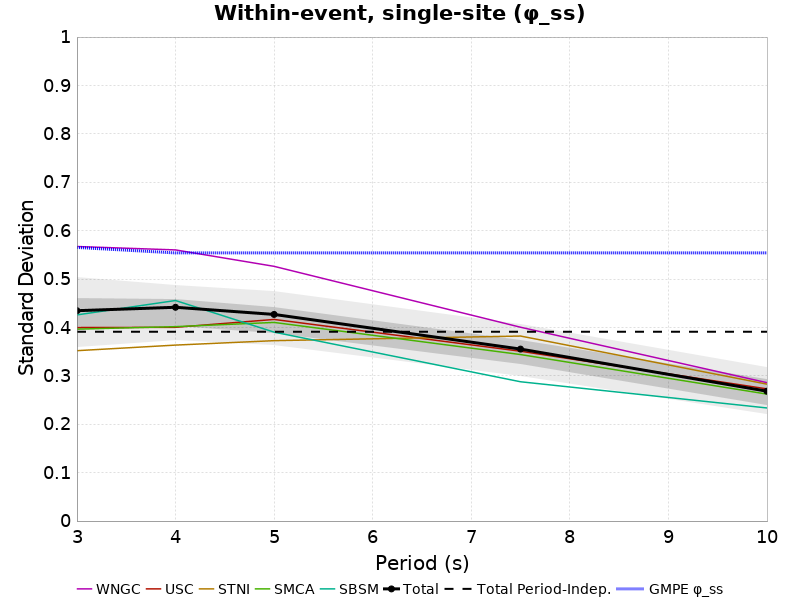 Within-event, single-site (φ_ss)
1
0.9
0.8
0.7
0.6
0.5
0.4
0.3
0.2
0.1
0
Standard Deviation
3 4 5 6 7 8 9 10
Period (s)
WNGC USC STNI SMCA SBSM Total Total Period-Indep. GMPE φ_ss